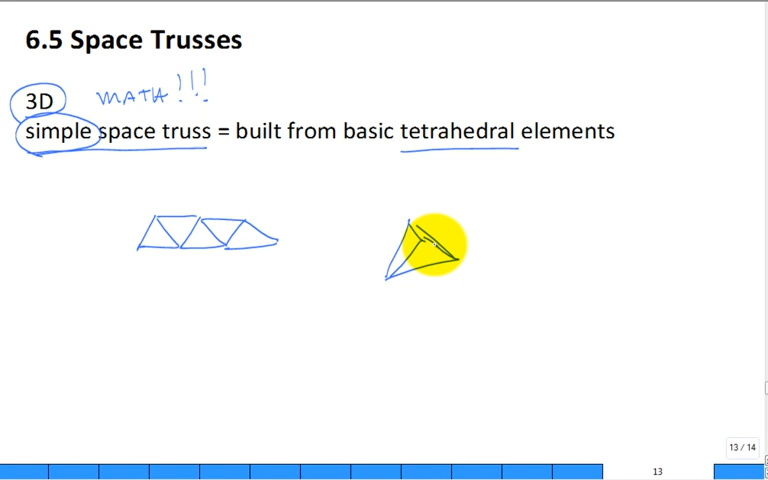 6.5 Space Trusses
3D MATH!!!
simple space truss = built from basic tetrahedral elements
13 / 14
13